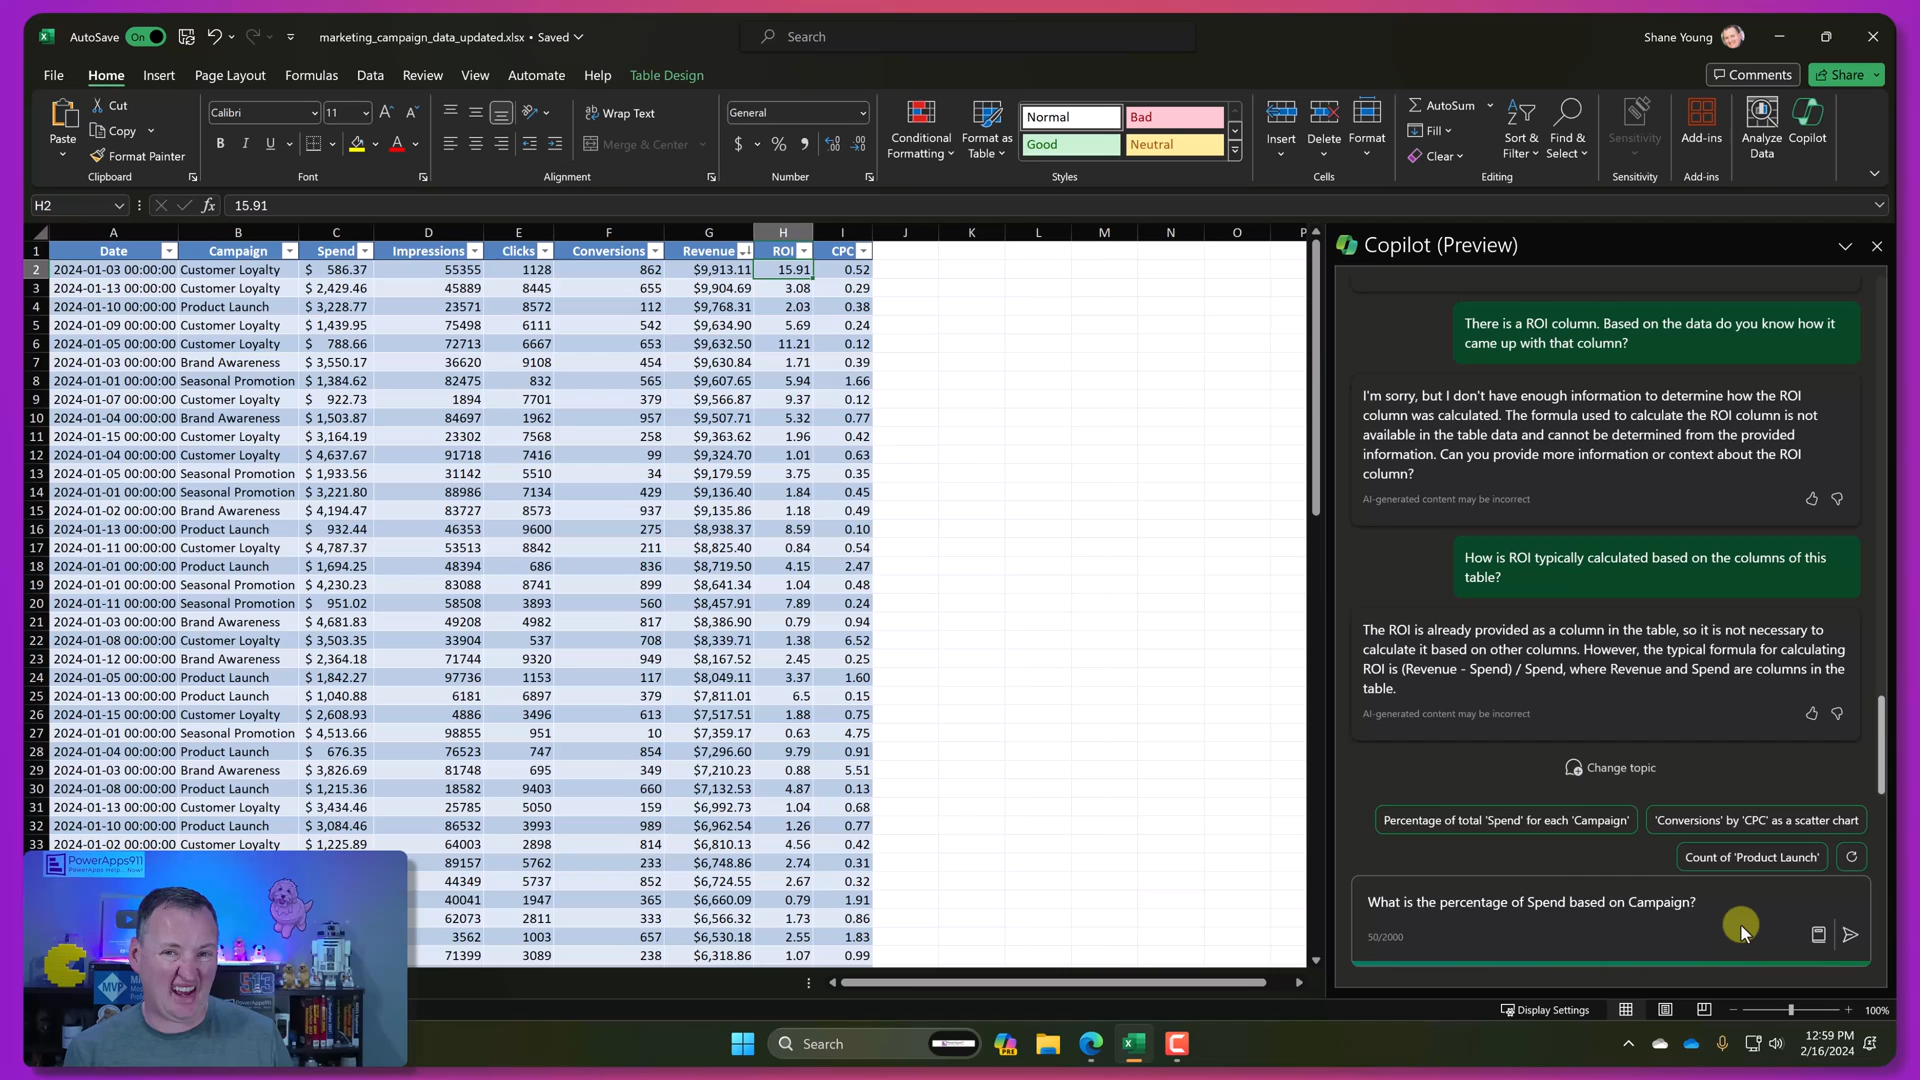 AutoSave On marketing_campaign_data_updated.xlsx • Saved Search Shane Young
File Home Insert Page Layout Formulas Data Review View Automate Help Table Design Comments Share
Paste Cut Copy Format Painter Clipboard
Calibri 11 B I U A Font
Wrap Text Merge & Center Alignment
General $ % Number
Conditional Formatting Format as Table Normal Bad Good Neutral Styles
Insert Delete Format Cells
AutoSum Fill Clear Sort & Filter Find & Select Editing
Sensitivity Sensitivity Add-ins Add-ins Analyze Data Copilot
H2 fx 15.91
A B C D E F G H I J K L M N O P
1 Date Campaign Spend Impressions Clicks Conversions Revenue ROI CPC
2 2024-01-03 00:00:00 Customer Loyalty $ 586.37 55355 1128 862 $9,913.11 15.91 0.52
3 2024-01-13 00:00:00 Customer Loyalty $ 2,429.46 45889 8445 655 $9,904.69 3.08 0.29
4 2024-01-10 00:00:00 Product Launch $ 3,228.77 23571 8572 112 $9,768.31 2.03 0.38
5 2024-01-09 00:00:00 Customer Loyalty $ 1,439.95 75498 6111 542 $9,634.90 5.69 0.24
6 2024-01-05 00:00:00 Customer Loyalty $ 788.66 72713 6667 653 $9,632.50 11.21 0.12
7 2024-01-03 00:00:00 Brand Awareness $ 3,550.17 36620 9108 454 $9,630.84 1.71 0.39
8 2024-01-01 00:00:00 Seasonal Promotion $ 1,384.62 82475 832 565 $9,607.65 5.94 1.66
9 2024-01-07 00:00:00 Customer Loyalty $ 922.73 1894 7701 379 $9,566.87 9.37 0.12
10 2024-01-04 00:00:00 Brand Awareness $ 1,503.87 84697 1962 957 $9,507.71 5.32 0.77
11 2024-01-15 00:00:00 Customer Loyalty $ 3,164.19 23302 7568 258 $9,363.62 1.96 0.42
12 2024-01-04 00:00:00 Customer Loyalty $ 4,637.67 91718 7416 99 $9,324.70 1.01 0.63
13 2024-01-05 00:00:00 Seasonal Promotion $ 1,933.56 31142 5510 34 $9,179.59 3.75 0.35
14 2024-01-01 00:00:00 Seasonal Promotion $ 3,221.80 88986 7134 429 $9,136.40 1.84 0.45
15 2024-01-02 00:00:00 Brand Awareness $ 4,194.47 83727 8573 937 $9,135.86 1.18 0.49
16 2024-01-13 00:00:00 Product Launch $ 932.44 46353 9600 275 $8,938.37 8.59 0.10
17 2024-01-11 00:00:00 Customer Loyalty $ 4,787.37 53513 8842 211 $8,825.40 0.84 0.54
18 2024-01-01 00:00:00 Product Launch $ 1,694.25 48394 686 836 $8,719.50 4.15 2.47
19 2024-01-01 00:00:00 Seasonal Promotion $ 4,230.23 83088 8741 899 $8,641.34 1.04 0.48
20 2024-01-11 00:00:00 Seasonal Promotion $ 951.02 58508 3893 560 $8,457.91 7.89 0.24
21 2024-01-03 00:00:00 Brand Awareness $ 4,681.83 49208 4982 817 $8,386.90 0.79 0.94
22 2024-01-08 00:00:00 Customer Loyalty $ 3,503.35 33904 537 708 $8,339.71 1.38 6.52
23 2024-01-12 00:00:00 Brand Awareness $ 2,364.18 71744 9320 949 $8,167.52 2.45 0.25
24 2024-01-05 00:00:00 Product Launch $ 1,842.27 97736 1153 117 $8,049.11 3.37 1.60
25 2024-01-13 00:00:00 Product Launch $ 1,040.88 6181 6897 379 $7,811.01 6.5 0.15
26 2024-01-15 00:00:00 Customer Loyalty $ 2,608.93 4886 3496 613 $7,517.51 1.88 0.75
27 2024-01-01 00:00:00 Seasonal Promotion $ 4,513.66 98855 951 10 $7,359.17 0.63 4.75
28 2024-01-04 00:00:00 Product Launch $ 676.35 76523 747 854 $7,296.60 9.79 0.91
29 2024-01-03 00:00:00 Brand Awareness $ 3,826.69 81748 695 349 $7,210.23 0.88 5.51
30 2024-01-08 00:00:00 Product Launch $ 1,215.36 18582 9403 660 $7,132.53 4.87 0.13
31 2024-01-13 00:00:00 Customer Loyalty $ 3,434.46 25785 5050 159 $6,992.73 1.04 0.68
32 2024-01-10 00:00:00 Product Launch $ 3,084.46 86532 3993 989 $6,962.54 1.26 0.77
33 2024-01-02 00:00:00 Customer Loyalty $ 1,225.89 64003 2898 814 $6,810.13 4.56 0.42
89157 5762 233 $6,748.86 2.74 0.31
44349 5737 852 $6,724.55 2.67 0.32
40041 1947 365 $6,660.09 0.79 1.91
62073 2811 333 $6,566.32 1.73 0.86
3562 1003 657 $6,530.18 2.55 1.83
71399 3089 238 $6,318.86 1.07 0.99
Copilot (Preview)
There is a ROI column. Based on the data do you know how it
came up with that column?
I'm sorry, but I don't have enough information to determine how the ROI
column was calculated. The formula used to calculate the ROI column is not
available in the table data and cannot be determined from the provided
information. Can you provide more information or context about the ROI
column?
AI-generated content may be incorrect
How is ROI typically calculated based on the columns of this
table?
The ROI is already provided as a column in the table, so it is not necessary to
calculate it based on other columns. However, the typical formula for calculating
ROI is (Revenue - Spend) / Spend, where Revenue and Spend are columns in the
table.
AI-generated content may be incorrect
Change topic
Percentage of total 'Spend' for each 'Campaign' 'Conversions' by 'CPC' as a scatter chart
Count of 'Product Launch'
What is the percentage of Spend based on Campaign?
50/2000
PowerApps911
PowerApps Help... Now!
MVP
513
Display Settings 100%
Search PRE
12:59 PM
2/16/2024